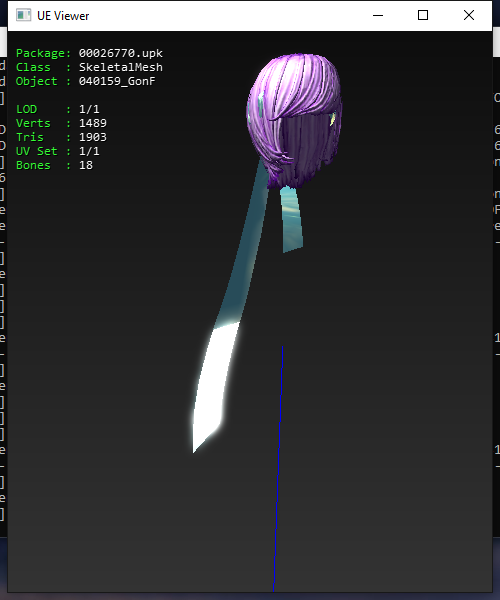 UE Viewer
Package: 00026770.upk
Class : SkeletalMesh
Object : 040159_GonF
LOD : 1/1
Verts : 1489
Tris : 1903
UV Set : 1/1
Bones : 18